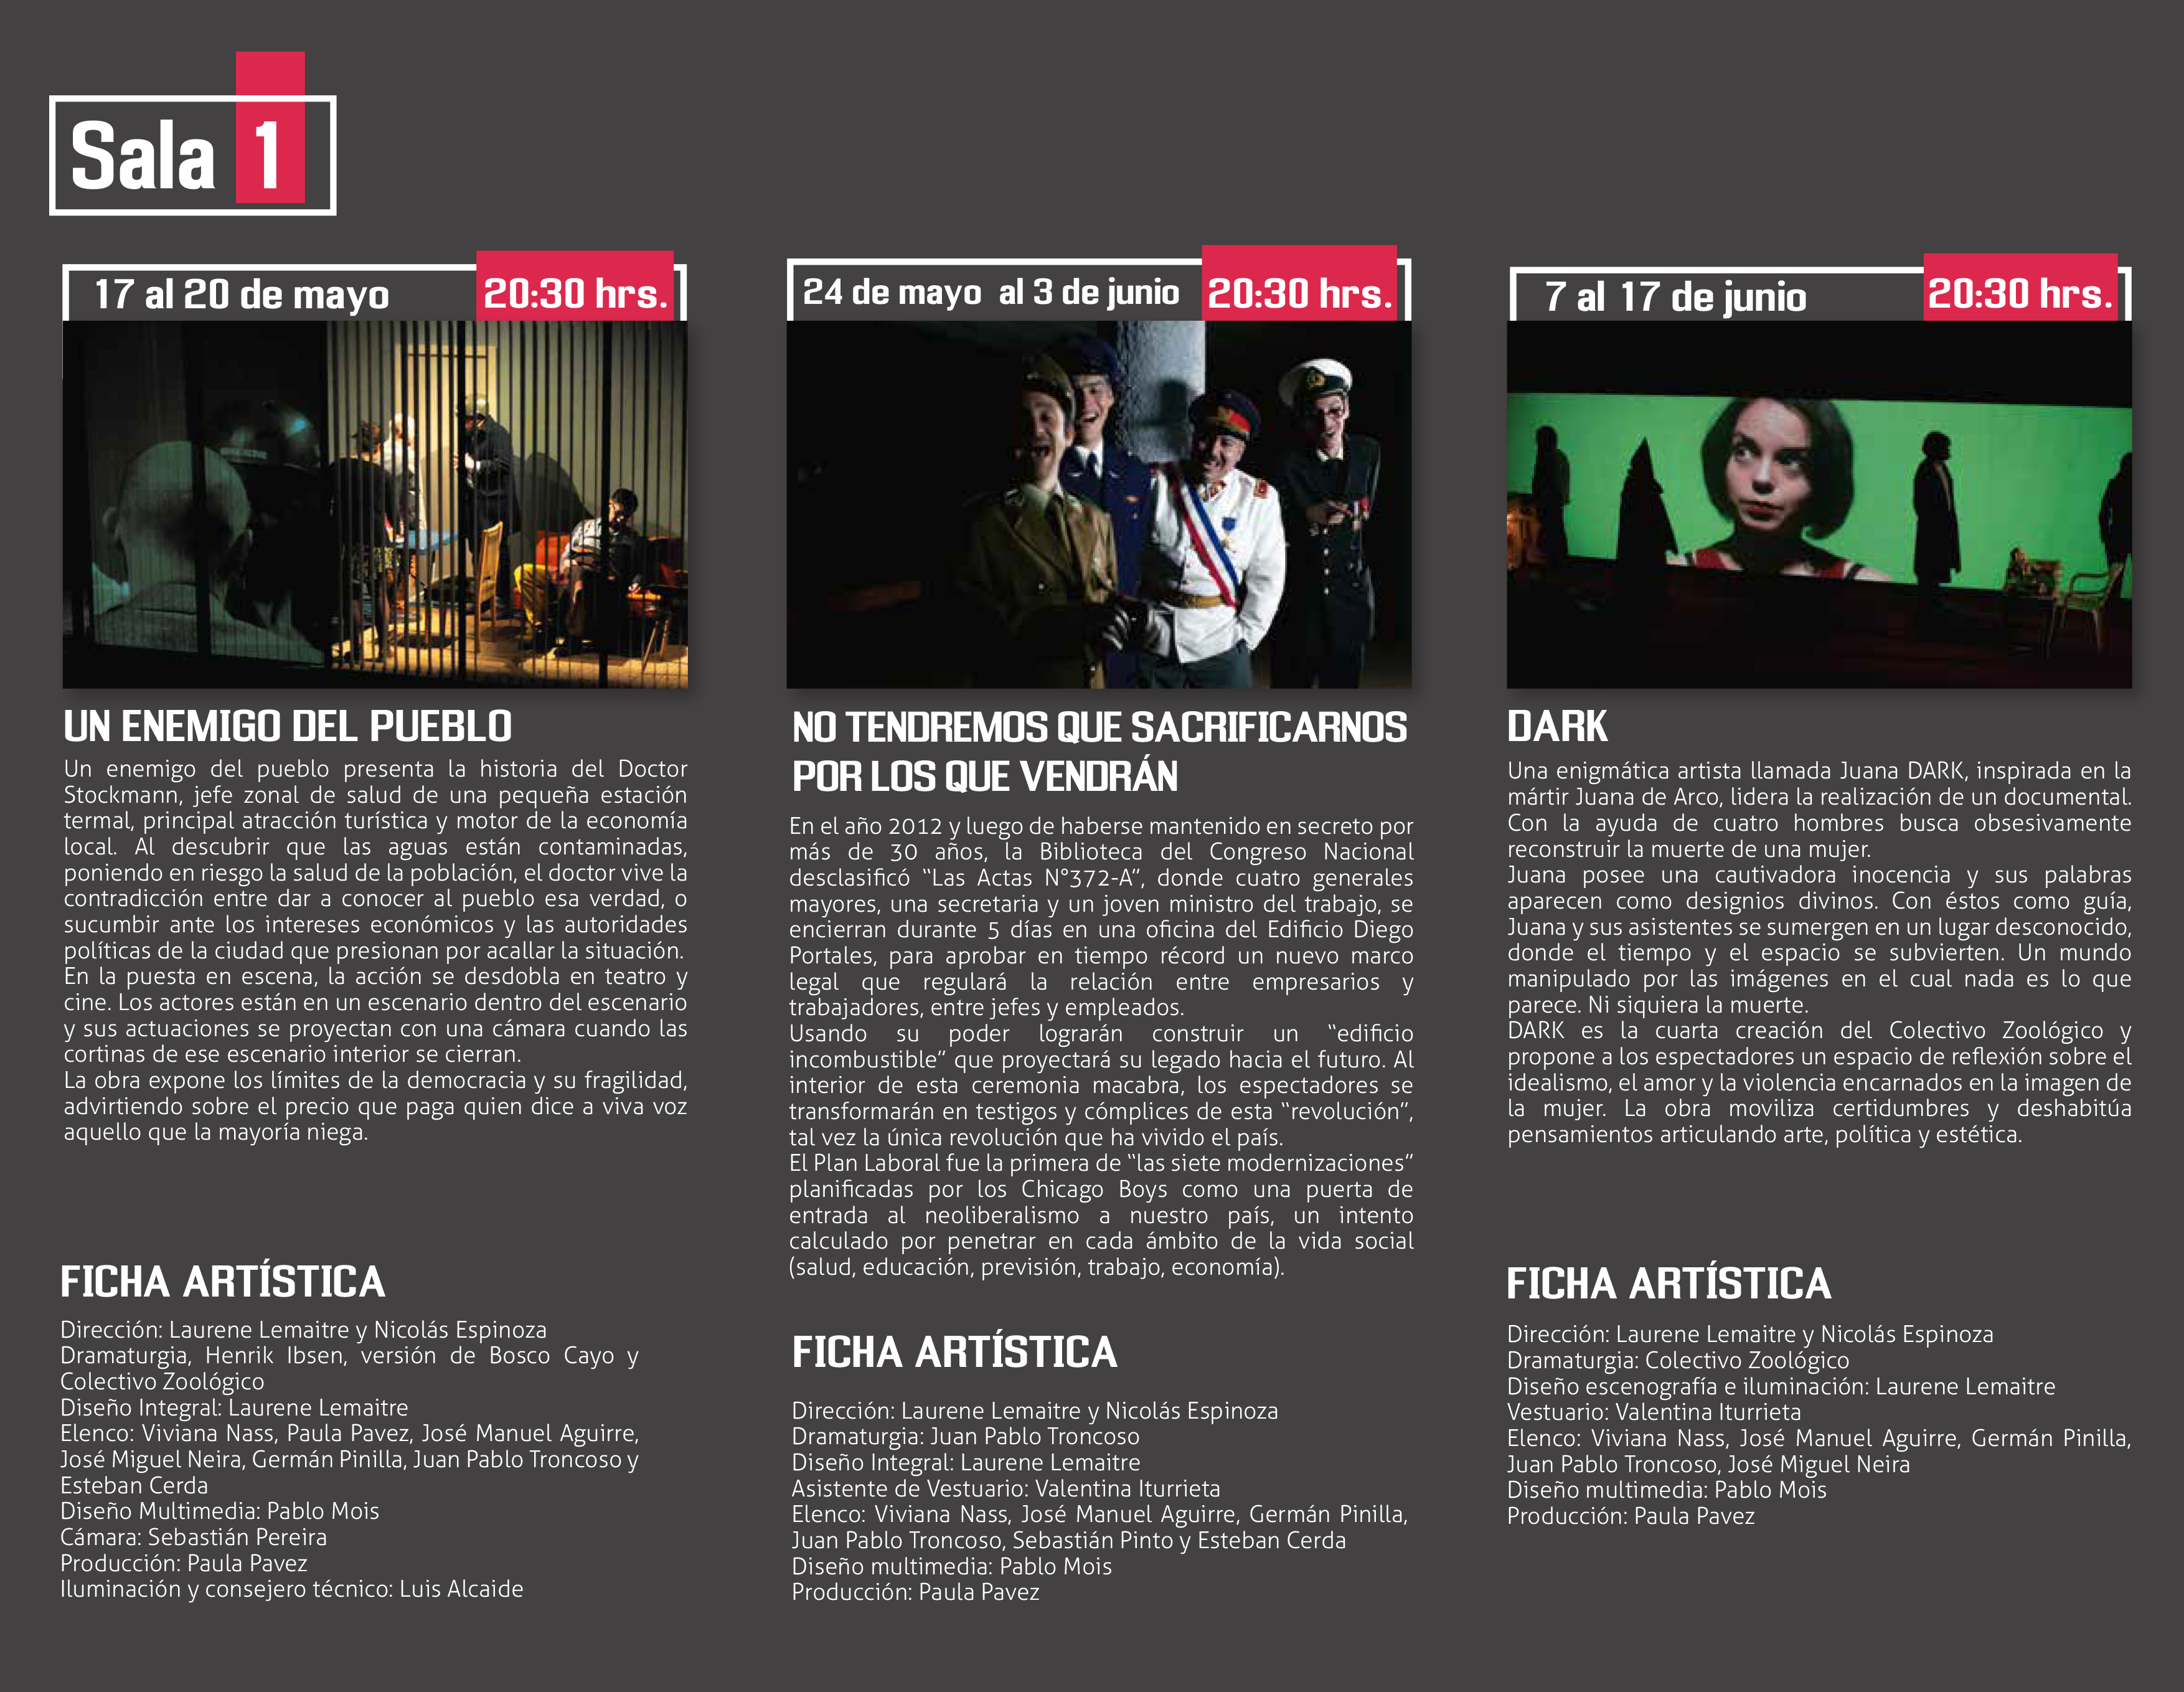 Sala 1
17 al 20 de mayo 20:30 hrs.
UN ENEMIGO DEL PUEBLO
Un enemigo del pueblo presenta la historia del Doctor
Stockmann, jefe zonal de salud de una pequeña estación
termal, principal atracción turística y motor de la economía
local. Al descubrir que las aguas están contaminadas,
poniendo en riesgo la salud de la población, el doctor vive la
contradicción entre dar a conocer al pueblo esa verdad, o
sucumbir ante los intereses económicos y las autoridades
políticas de la ciudad que presionan por acallar la situación.
En la puesta en escena, la acción se desdobla en teatro y
cine. Los actores están en un escenario dentro del escenario
y sus actuaciones se proyectan con una cámara cuando las
cortinas de ese escenario interior se cierran.
La obra expone los límites de la democracia y su fragilidad,
advirtiendo sobre el precio que paga quien dice a viva voz
aquello que la mayoría niega.
FICHA ARTÍSTICA
Dirección: Laurene Lemaitre y Nicolás Espinoza
Dramaturgia, Henrik Ibsen, versión de Bosco Cayo y
Colectivo Zoológico
Diseño Integral: Laurene Lemaitre
Elenco: Viviana Nass, Paula Pavez, José Manuel Aguirre,
José Miguel Neira, Germán Pinilla, Juan Pablo Troncoso y
Esteban Cerda
Diseño Multimedia: Pablo Mois
Cámara: Sebastián Pereira
Producción: Paula Pavez
Iluminación y consejero técnico: Luis Alcaide
24 de mayo al 3 de junio 20:30 hrs.
NO TENDREMOS QUE SACRIFICARNOS
POR LOS QUE VENDRÁN
En el año 2012 y luego de haberse mantenido en secreto por
más de 30 años, la Biblioteca del Congreso Nacional
desclasificó “Las Actas N°372-A”, donde cuatro generales
mayores, una secretaria y un joven ministro del trabajo, se
encierran durante 5 días en una oficina del Edificio Diego
Portales, para aprobar en tiempo récord un nuevo marco
legal que regulará la relación entre empresarios y
trabajadores, entre jefes y empleados.
Usando su poder lograrán construir un “edificio
incombustible” que proyectará su legado hacia el futuro. Al
interior de esta ceremonia macabra, los espectadores se
transformarán en testigos y cómplices de esta “revolución”,
tal vez la única revolución que ha vivido el país.
El Plan Laboral fue la primera de “las siete modernizaciones”
planificadas por los Chicago Boys como una puerta de
entrada al neoliberalismo a nuestro país, un intento
calculado por penetrar en cada ámbito de la vida social
(salud, educación, previsión, trabajo, economía).
FICHA ARTÍSTICA
Dirección: Laurene Lemaitre y Nicolás Espinoza
Dramaturgia: Juan Pablo Troncoso
Diseño Integral: Laurene Lemaitre
Asistente de Vestuario: Valentina Iturrieta
Elenco: Viviana Nass, José Manuel Aguirre, Germán Pinilla,
Juan Pablo Troncoso, Sebastián Pinto y Esteban Cerda
Diseño multimedia: Pablo Mois
Producción: Paula Pavez
7 al 17 de junio 20:30 hrs.
DARK
Una enigmática artista llamada Juana DARK, inspirada en la
mártir Juana de Arco, lidera la realización de un documental.
Con la ayuda de cuatro hombres busca obsesivamente
reconstruir la muerte de una mujer.
Juana posee una cautivadora inocencia y sus palabras
aparecen como designios divinos. Con éstos como guía,
Juana y sus asistentes se sumergen en un lugar desconocido,
donde el tiempo y el espacio se subvierten. Un mundo
manipulado por las imágenes en el cual nada es lo que
parece. Ni siquiera la muerte.
DARK es la cuarta creación del Colectivo Zoológico y
propone a los espectadores un espacio de reflexión sobre el
idealismo, el amor y la violencia encarnados en la imagen de
la mujer. La obra moviliza certidumbres y deshabitúa
pensamientos articulando arte, política y estética.
FICHA ARTÍSTICA
Dirección: Laurene Lemaitre y Nicolás Espinoza
Dramaturgia: Colectivo Zoológico
Diseño escenografía e iluminación: Laurene Lemaitre
Vestuario: Valentina Iturrieta
Elenco: Viviana Nass, José Manuel Aguirre, Germán Pinilla,
Juan Pablo Troncoso, José Miguel Neira
Diseño multimedia: Pablo Mois
Producción: Paula Pavez